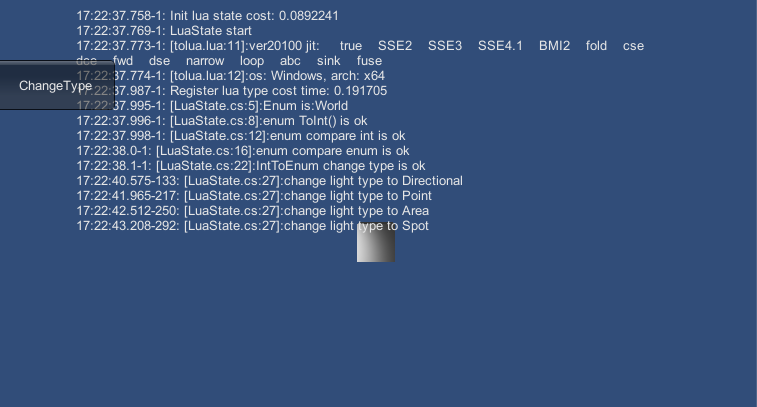 17:22:37.758-1: Init lua state cost: 0.0892241
17:22:37.769-1: LuaState start
17:22:37.773-1: [tolua.lua:11]:ver20100 jit: true SSE2 SSE3 SSE4.1 BMI2 fold cse
dce fwd dse narrow loop abc sink fuse
17:22:37.774-1: [tolua.lua:12]:os: Windows, arch: x64
ChangeType
17:22:37.987-1: Register lua type cost time: 0.191705
17:22:37.995-1: [LuaState.cs:5]:Enum is:World
17:22:37.996-1: [LuaState.cs:8]:enum ToInt() is ok
17:22:37.998-1: [LuaState.cs:12]:enum compare int is ok
17:22:38.0-1: [LuaState.cs:16]:enum compare enum is ok
17:22:38.1-1: [LuaState.cs:22]:IntToEnum change type is ok
17:22:40.575-133: [LuaState.cs:27]:change light type to Directional
17:22:41.965-217: [LuaState.cs:27]:change light type to Point
17:22:42.512-250: [LuaState.cs:27]:change light type to Area
17:22:43.208-292: [LuaState.cs:27]:change light type to Spot